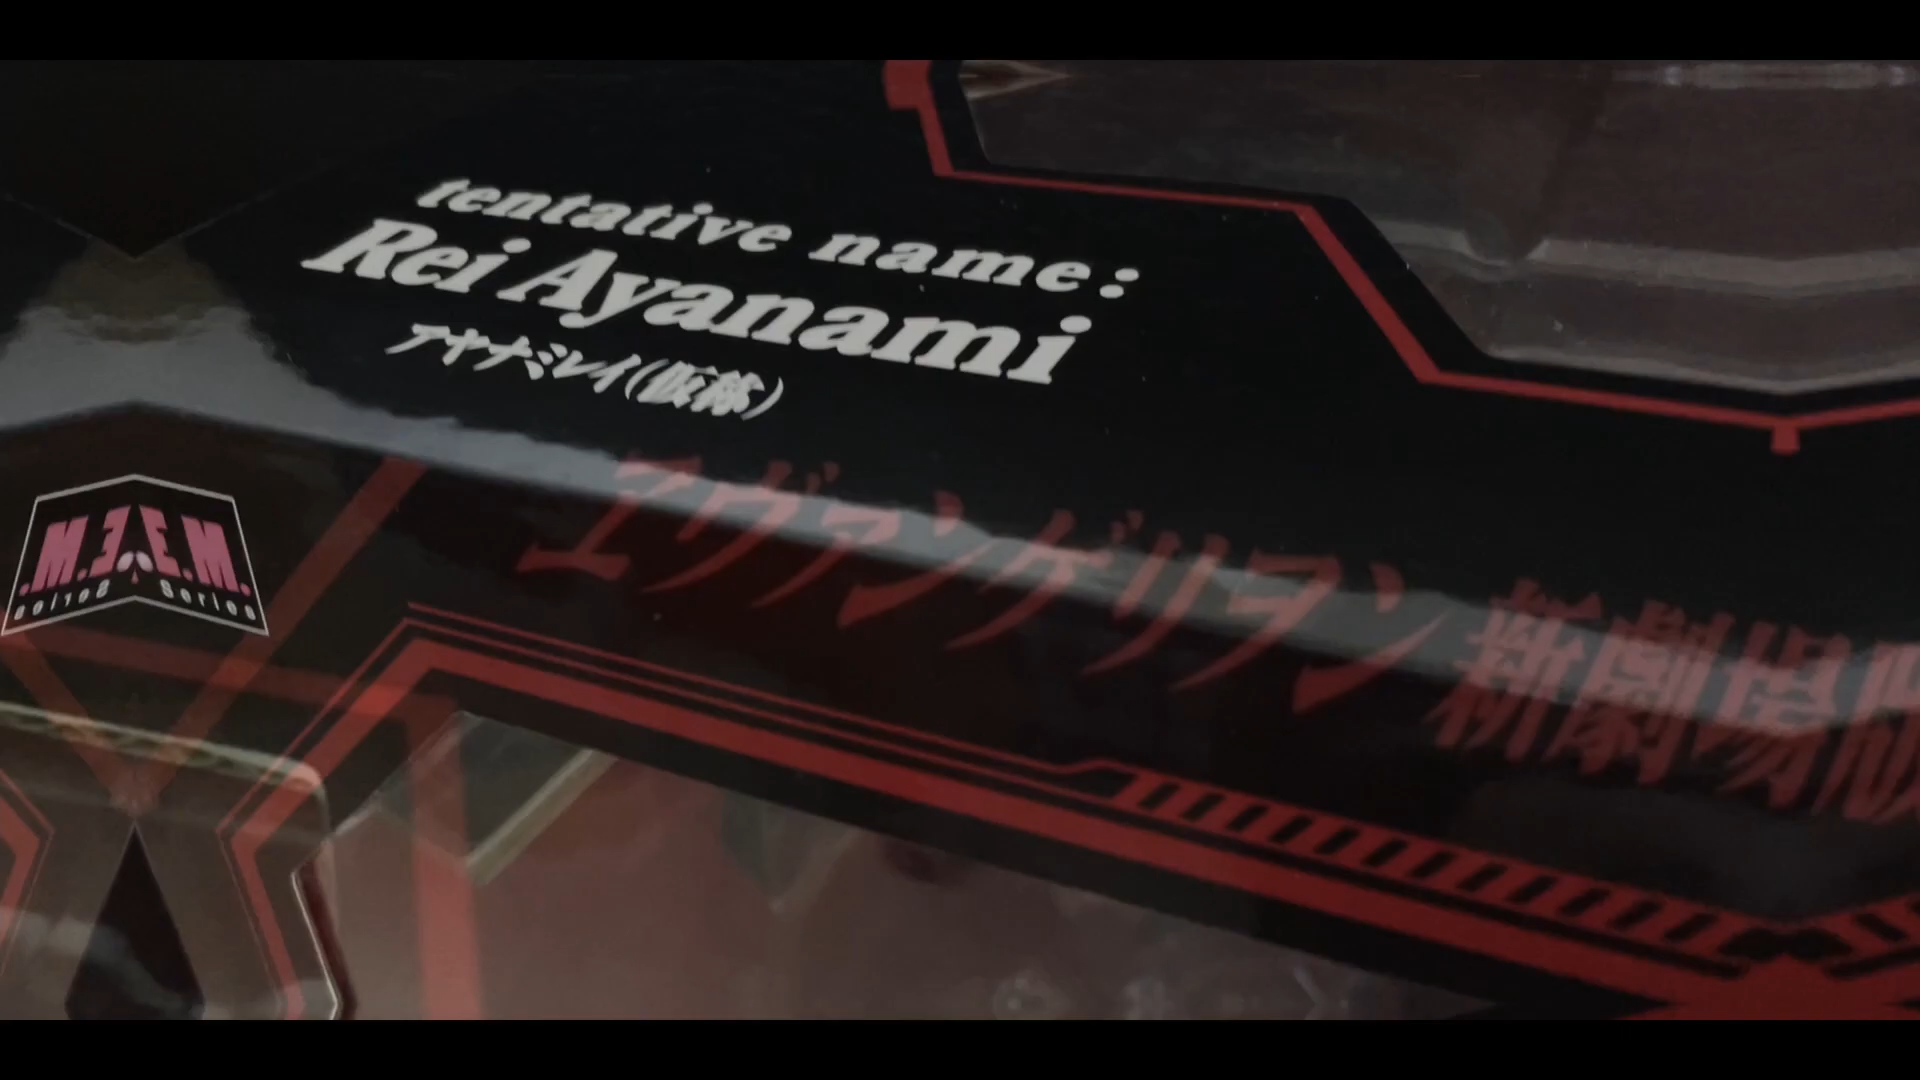 tentative name:
Rei Ayanami
アヤナミレイ(仮称)
エヴァンゲリヲン 新劇場版
G.E.M.
Series